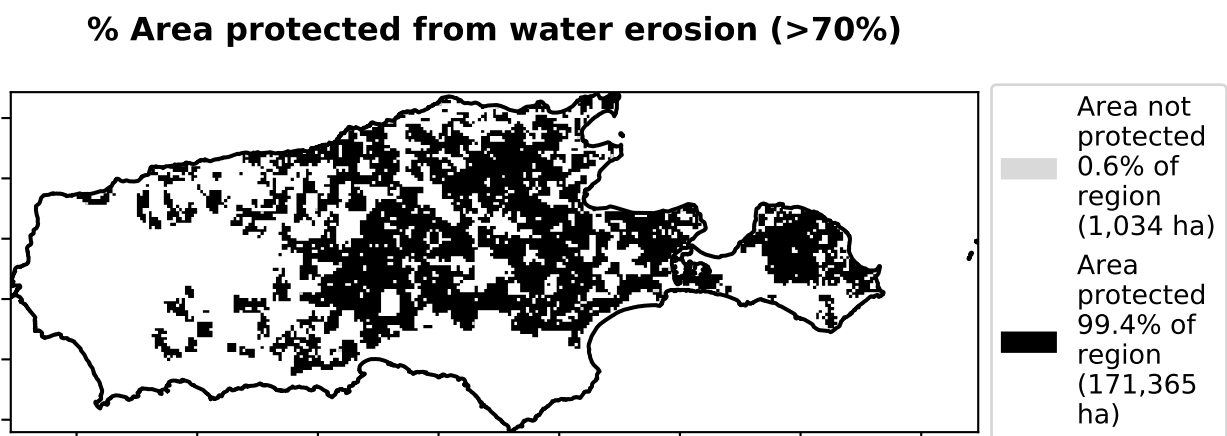 % Area protected from water erosion (>70%)
Area not
protected
0.6% of
region
(1,034 ha)
Area
protected
99.4% of
region
(171,365
ha)